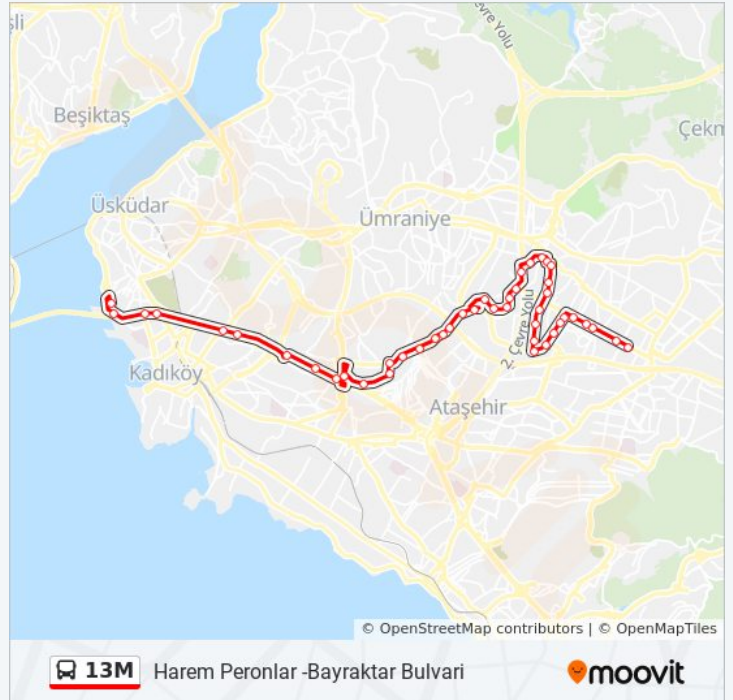 şli
evre Yolu
Beşiktaş
Çekm
Üsküdar
Ümraniye
2. Çevre Yolu
Kadıköy
Ataşehir
© OpenStreetMap contributors | © OpenMapTiles
13M Harem Peronlar -Bayraktar Bulvari moovit